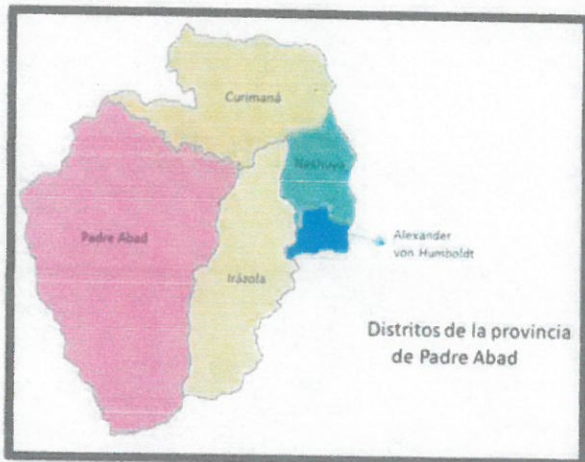 Curimaná
Neshuya
Padre Abad
Alexander
von Humboldt
Irázola
Distritos de la provincia
de Padre Abad